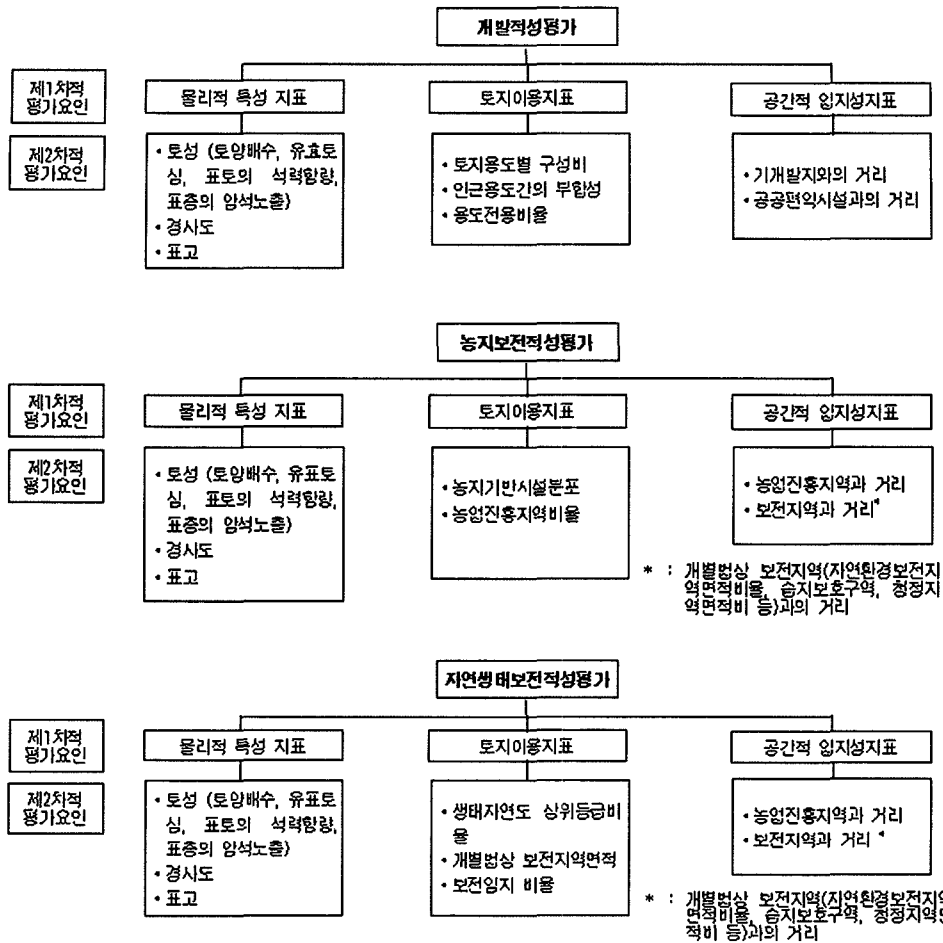 개발적성평가
제1차적
평가요인
물리적 특성 지표
토지이용지표
공간적 입지성지표
제2차적
평가요인
• 토성 (토양배수, 유효토
심, 표토의 석력함량,
표층의 암석노출)
• 경사도
• 표고
• 토지용도별 구성비
• 인근용도간의 부합성
• 용도전용비율
• 기개발지와의 거리
• 공공편익시설과의 거리
농지보전적성평가
제1차적
평가요인
물리적 특성 지표
토지이용지표
공간적 입지성지표
제2차적
평가요인
• 토성 (토양배수, 유표토
심, 표토의 석력함량,
표층의 암석노출)
• 경사도
• 표고
• 농지기반시설분포
• 농업진흥지역비율
• 농업진흥지역과 거리
• 보전지역과 거리*
* : 개별법상 보전지역(자연환경보전지
역면적비율, 습지보호구역, 청정지
역면적비 등)과의 거리
자연생태보전적성평가
제1차적
평가요인
물리적 특성 지표
토지이용지표
공간적 입지성지표
제2차적
평가요인
• 토성 (토양배수, 유표토
심, 표토의 석력함량,
표층의 암석노출)
• 경사도
• 표고
• 생태자연도 상위등급비
율
• 개별법상 보전지역면적
• 보전임지 비율
• 농업진흥지역과 거리
• 보전지역과 거리*
* : 개별법상 보전지역(자연환경보전지역
면적비율, 습지보호구역, 청정지역면
적비 등)과의 거리